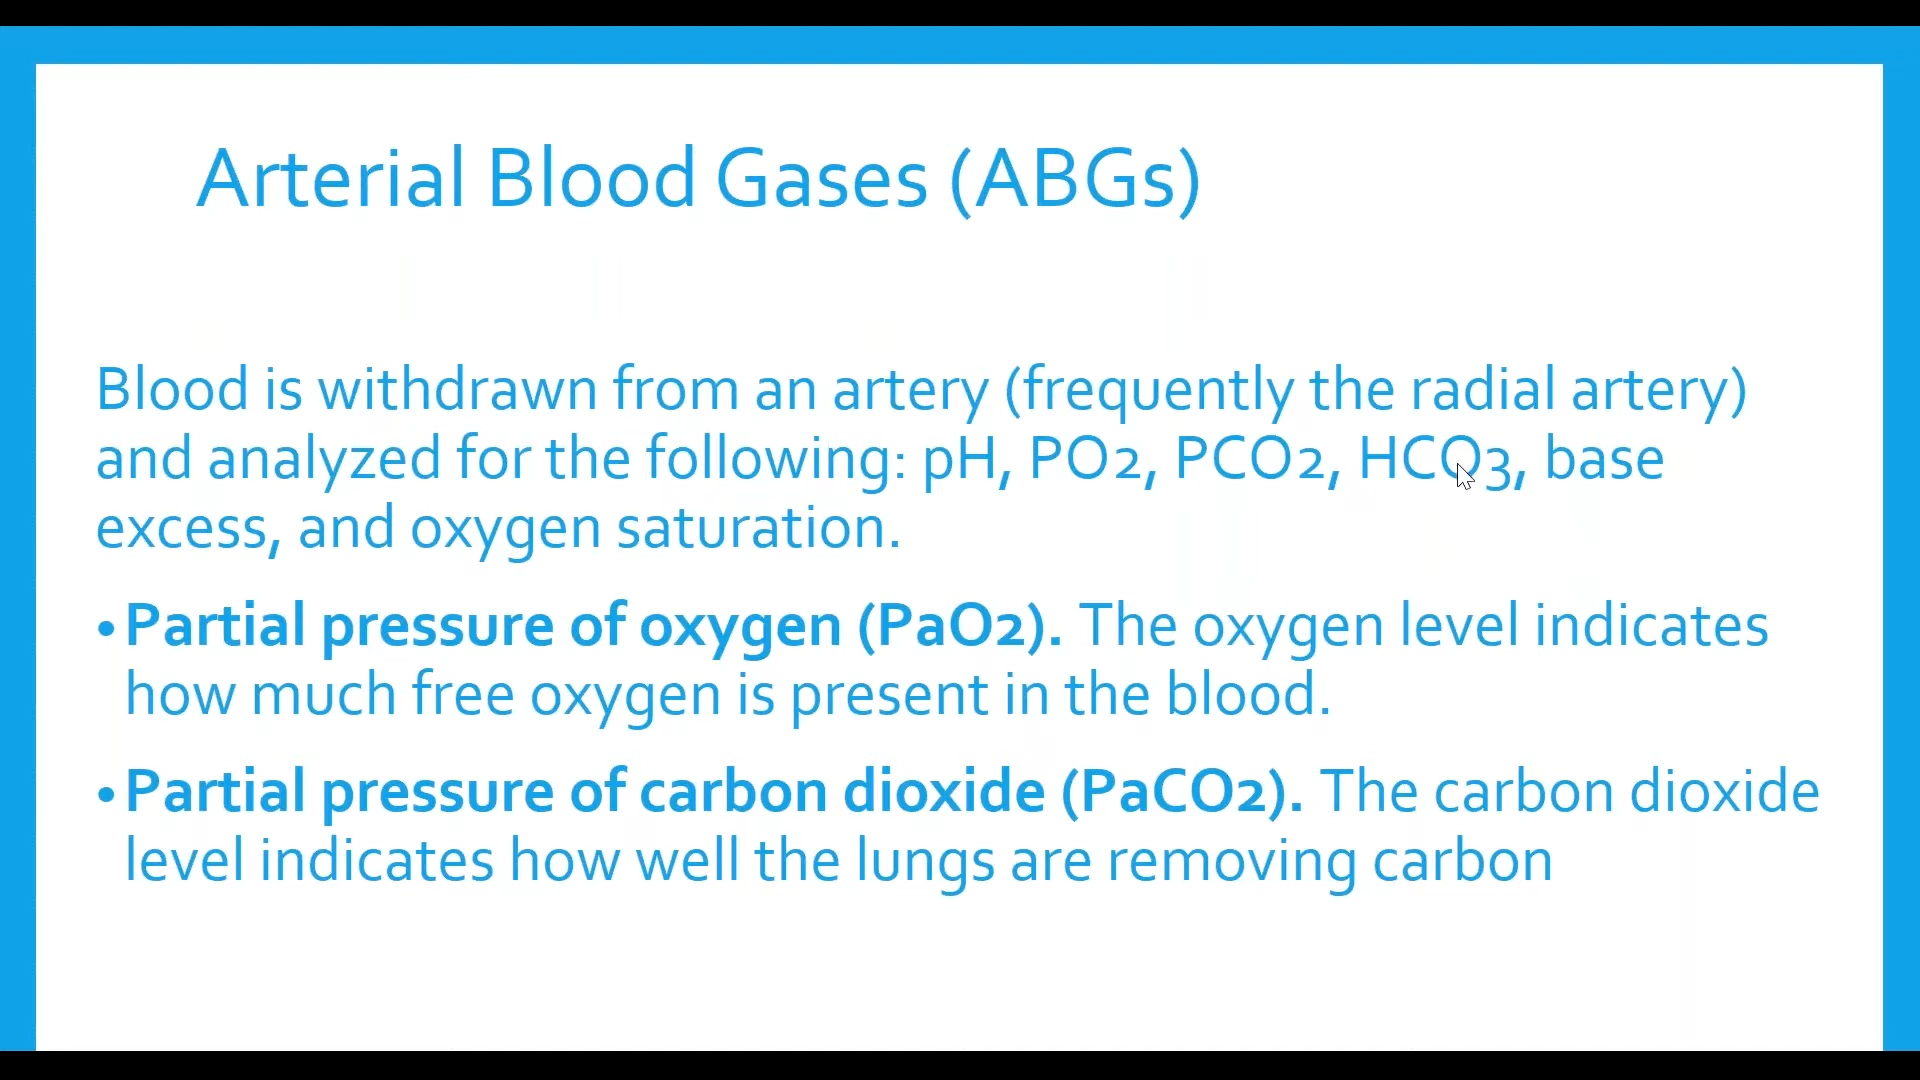 Arterial Blood Gases (ABGs)
Blood is withdrawn from an artery (frequently the radial artery)
and analyzed for the following: pH, PO2, PCO2, HCO3, base
excess, and oxygen saturation.
•Partial pressure of oxygen (PaO2). The oxygen level indicates
how much free oxygen is present in the blood.
•Partial pressure of carbon dioxide (PaCO2). The carbon dioxide
level indicates how well the lungs are removing carbon